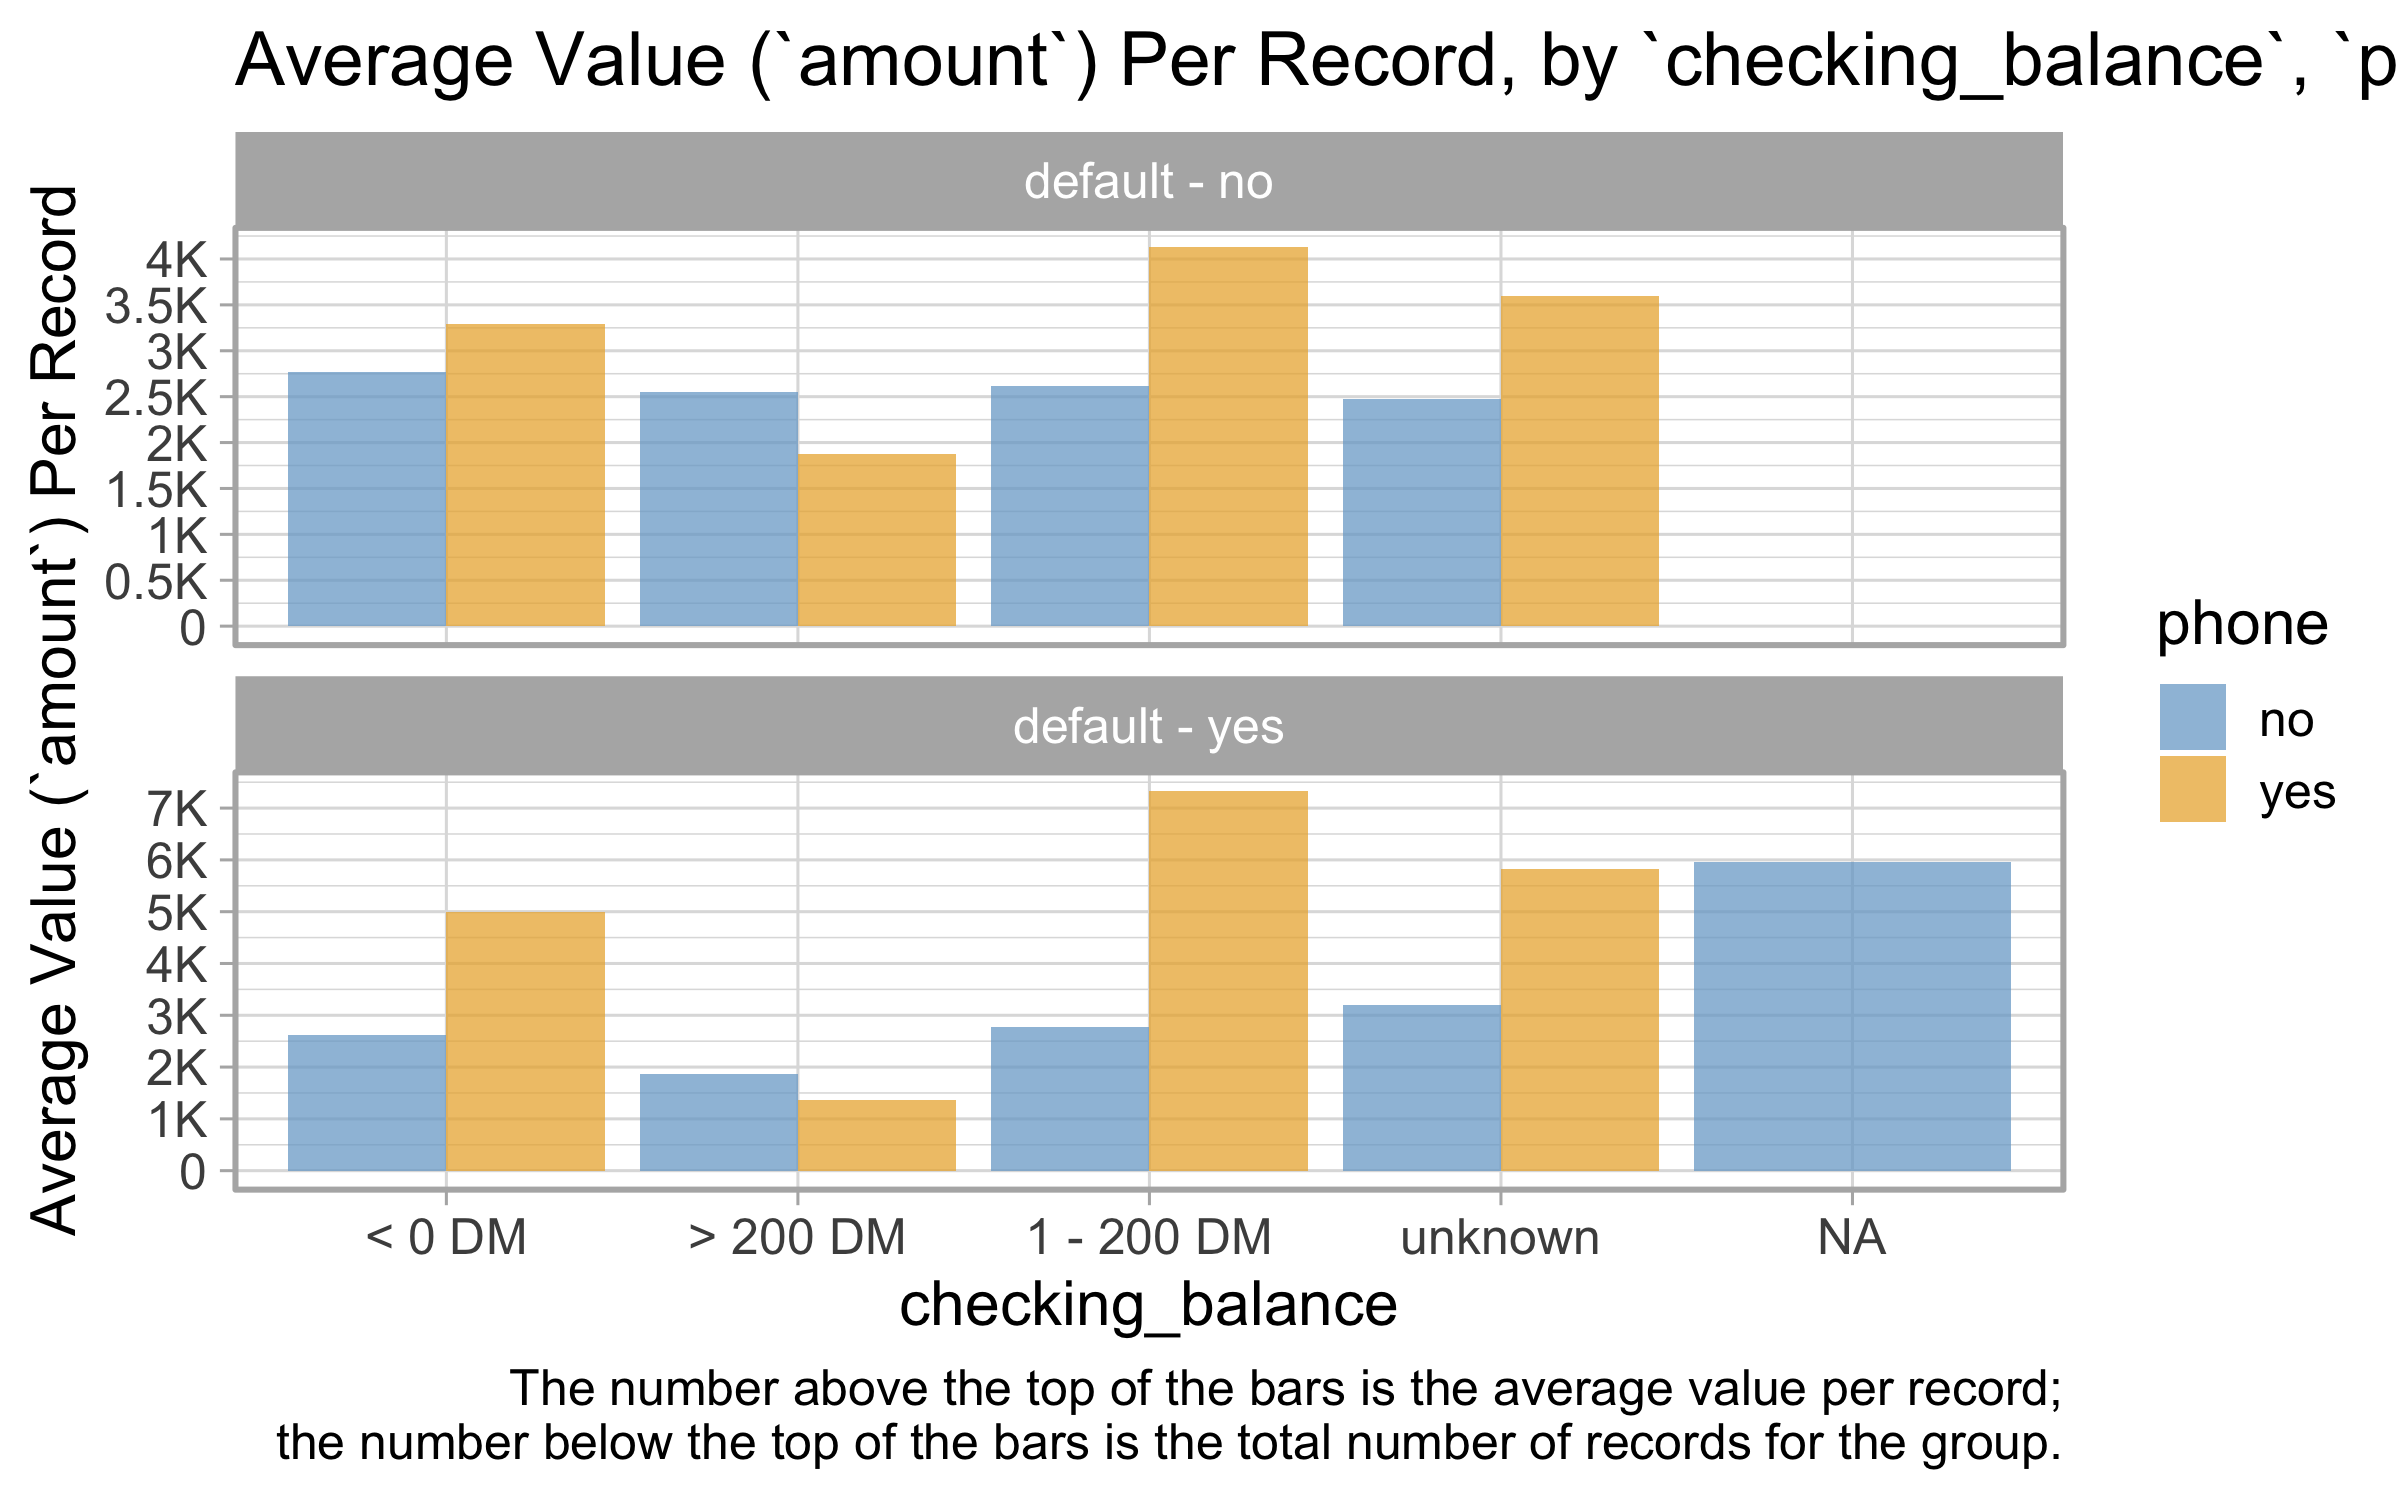 Average Value (`amount`) Per Record, by `checking_balance`, `p
default - no
Average Value (`amount`) Per Record
4K
3.5K
3K
2.5K
2K
1.5K
1K
0.5K
0
default - yes
7K
6K
5K
4K
3K
2K
1K
0
phone
no
yes
< 0 DM
> 200 DM
1 - 200 DM
unknown
NA
checking_balance
The number above the top of the bars is the average value per record;
the number below the top of the bars is the total number of records for the group.